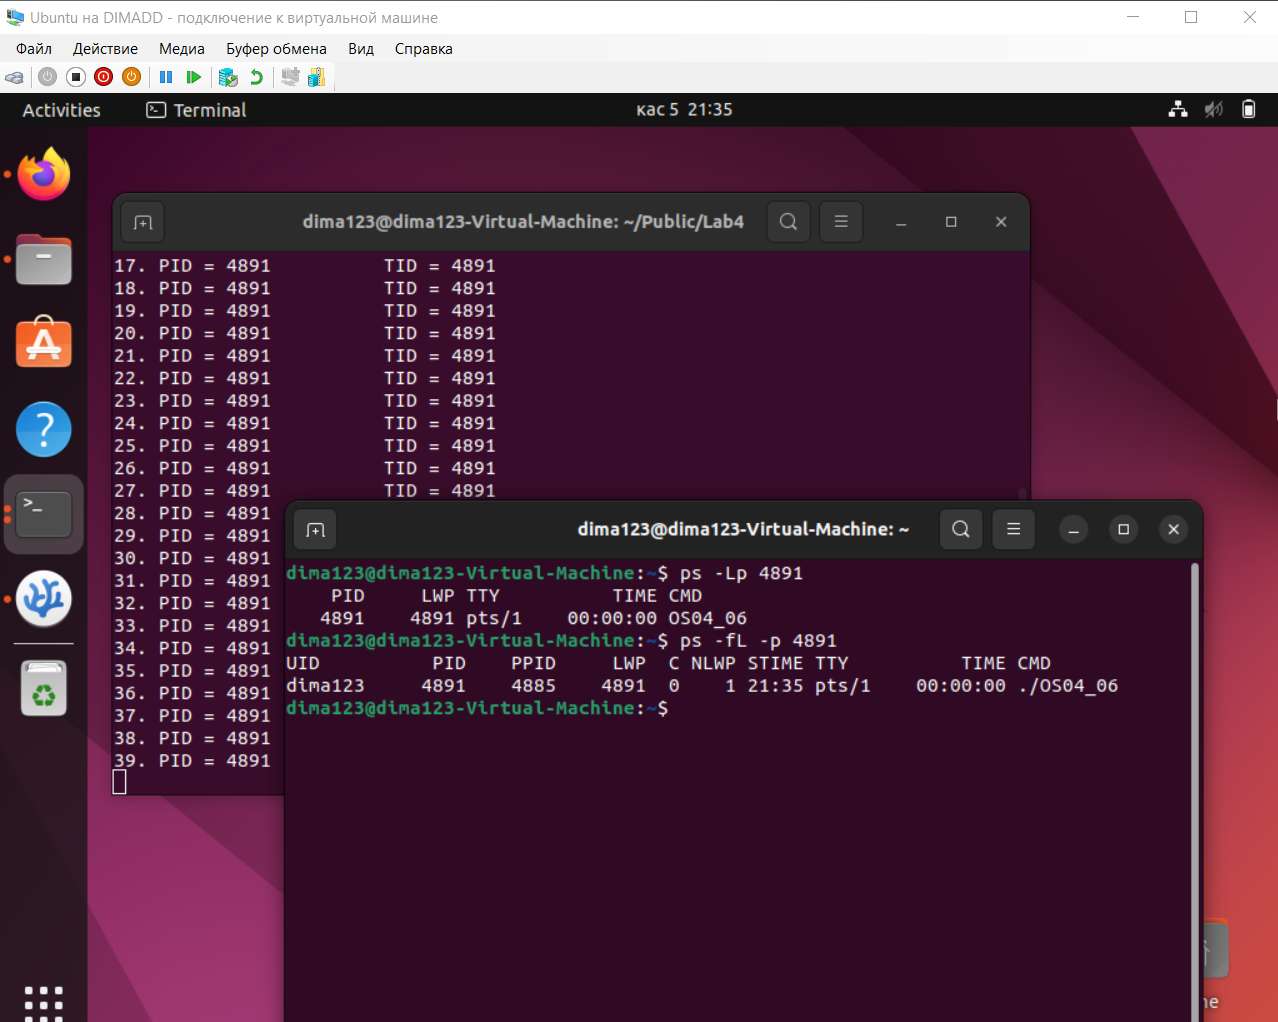 Ubuntu на DIMADD - подключение к виртуальной машине
Файл Действие Медиа Буфер обмена Вид Справка
Activities Terminal кас 5 21:35
dima123@dima123-Virtual-Machine: ~/Public/Lab4
17. PID = 4891 TID = 4891
18. PID = 4891 TID = 4891
19. PID = 4891 TID = 4891
20. PID = 4891 TID = 4891
21. PID = 4891 TID = 4891
22. PID = 4891 TID = 4891
23. PID = 4891 TID = 4891
24. PID = 4891 TID = 4891
25. PID = 4891 TID = 4891
26. PID = 4891 TID = 4891
27. PID = 4891 TID = 4891
28. PID = 4891
29. PID = 4891
30. PID = 4891
31. PID = 4891
32. PID = 4891
33. PID = 4891
34. PID = 4891
35. PID = 4891
36. PID = 4891
37. PID = 4891
38. PID = 4891
39. PID = 4891
dima123@dima123-Virtual-Machine: ~
dima123@dima123-Virtual-Machine:~$ ps -Lp 4891
PID LWP TTY TIME CMD
4891 4891 pts/1 00:00:00 OS04_06
dima123@dima123-Virtual-Machine:~$ ps -fL -p 4891
UID PID PPID LWP C NLWP STIME TTY TIME CMD
dima123 4891 4885 4891 0 1 21:35 pts/1 00:00:00 ./OS04_06
dima123@dima123-Virtual-Machine:~$